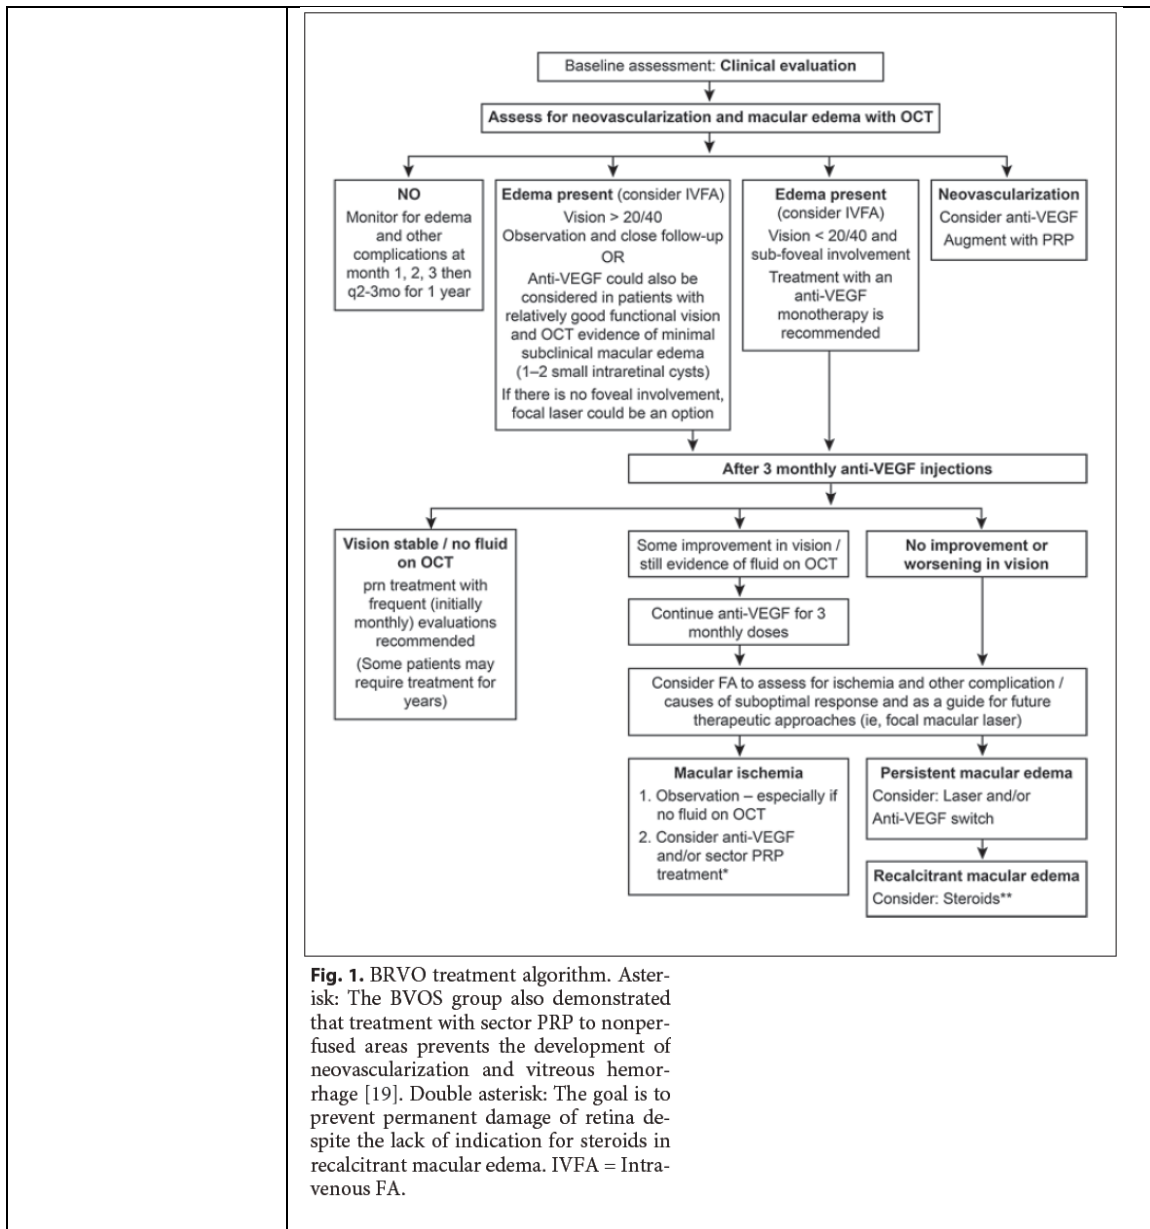 Baseline assessment: Clinical evaluation
Assess for neovascularization and macular edema with OCT
NO
Monitor for edema
and other
complications at
month 1, 2, 3 then
q2-3mo for 1 year
Edema present (consider IVFA)
Vision > 20/40
Observation and close follow-up
OR
Anti-VEGF could also be
considered in patients with
relatively good functional vision
and OCT evidence of minimal
subclinical macular edema
(1–2 small intraretinal cysts)
If there is no foveal involvement,
focal laser could be an option
Edema present
(consider IVFA)
Vision < 20/40 and
sub-foveal involvement
Treatment with an
anti-VEGF
monotherapy is
recommended
Neovascularization
Consider anti-VEGF
Augment with PRP
After 3 monthly anti-VEGF injections
Vision stable / no fluid
on OCT
prn treatment with
frequent (initially
monthly) evaluations
recommended
(Some patients may
require treatment for
years)
Some improvement in vision /
still evidence of fluid on OCT
No improvement or
worsening in vision
Continue anti-VEGF for 3
monthly doses
Consider FA to assess for ischemia and other complication /
causes of suboptimal response and as a guide for future
therapeutic approaches (ie, focal macular laser)
Macular ischemia
1. Observation – especially if
no fluid on OCT
2. Consider anti-VEGF
and/or sector PRP
treatment*
Persistent macular edema
Consider: Laser and/or
Anti-VEGF switch
Recalcitrant macular edema
Consider: Steroids**
Fig. 1. BRVO treatment algorithm. Aster-
isk: The BVOS group also demonstrated
that treatment with sector PRP to nonper-
fused areas prevents the development of
neovascularization and vitreous hemor-
rhage [19]. Double asterisk: The goal is to
prevent permanent damage of retina de-
spite the lack of indication for steroids in
recalcitrant macular edema. IVFA = Intra-
venous FA.